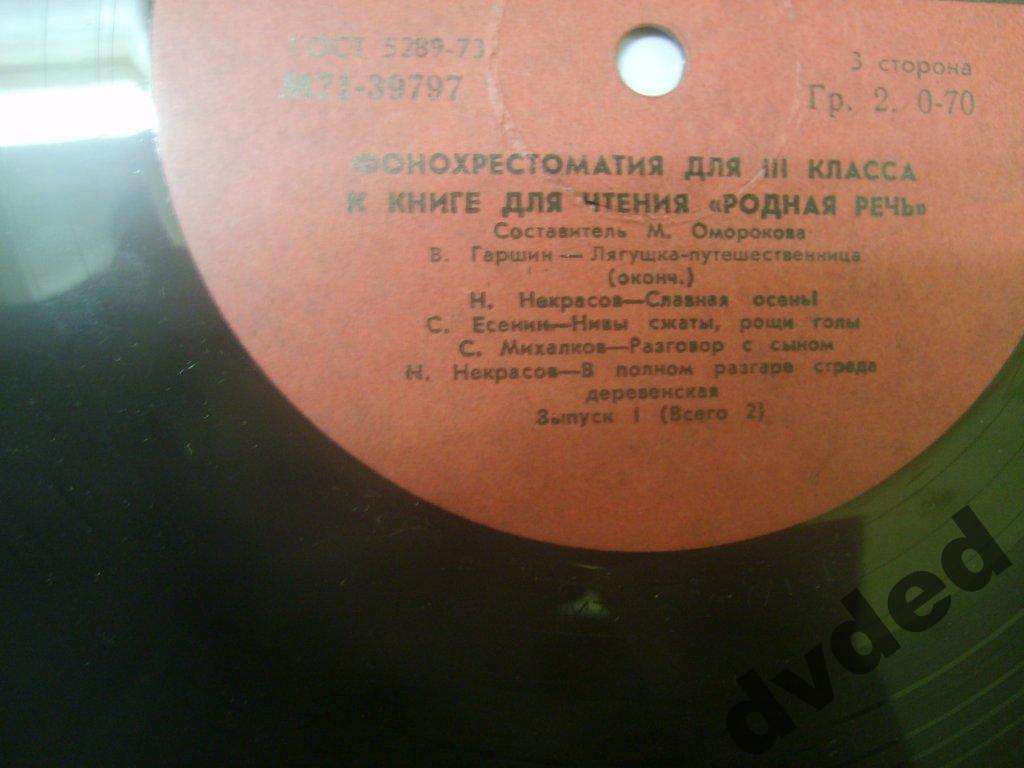 ГОСТ 5289-73
М71-39797
3 сторона
Гр. 2. 0-70
ФОНОХРЕСТОМАТИЯ ДЛЯ III КЛАССА
К КНИГЕ ДЛЯ ЧТЕНИЯ «РОДНАЯ РЕЧЬ»
Составитель М. Оморокова
В. Гаршин — Лягушка-путешественница
(оконч.)
Н. Некрасов—Славная осень!
С. Есенин—Нивы сжаты, рощи голы
С. Михалков—Разговор с сыном
Н. Некрасов—В полном разгаре страда
деревенская
Выпуск I (Всего 2)
dvded